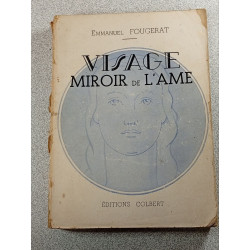 EMMANUEL FOUGERAT
VISAGE
MIROIR DE L'AME
ÉDITIONS COLBERT